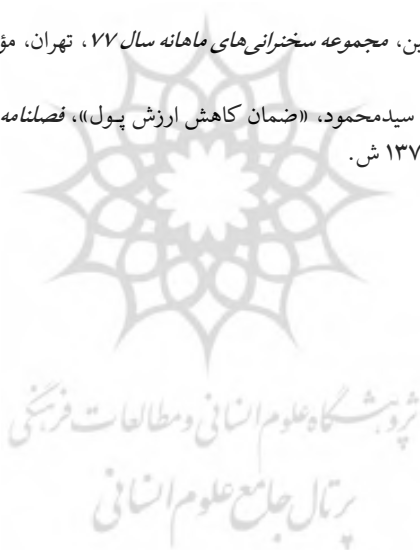 ین، مجموعه سخنرانی‌های ماهانه سال ۷۷، تهران، مؤ
سیدمحمود، «ضمان کاهش ارزش پـول»، فصلنامه
۱۳۷ ش.
پژوهشگاه علوم انسانی و مطالعات فرهنگی
پرتال جامع علوم انسانی